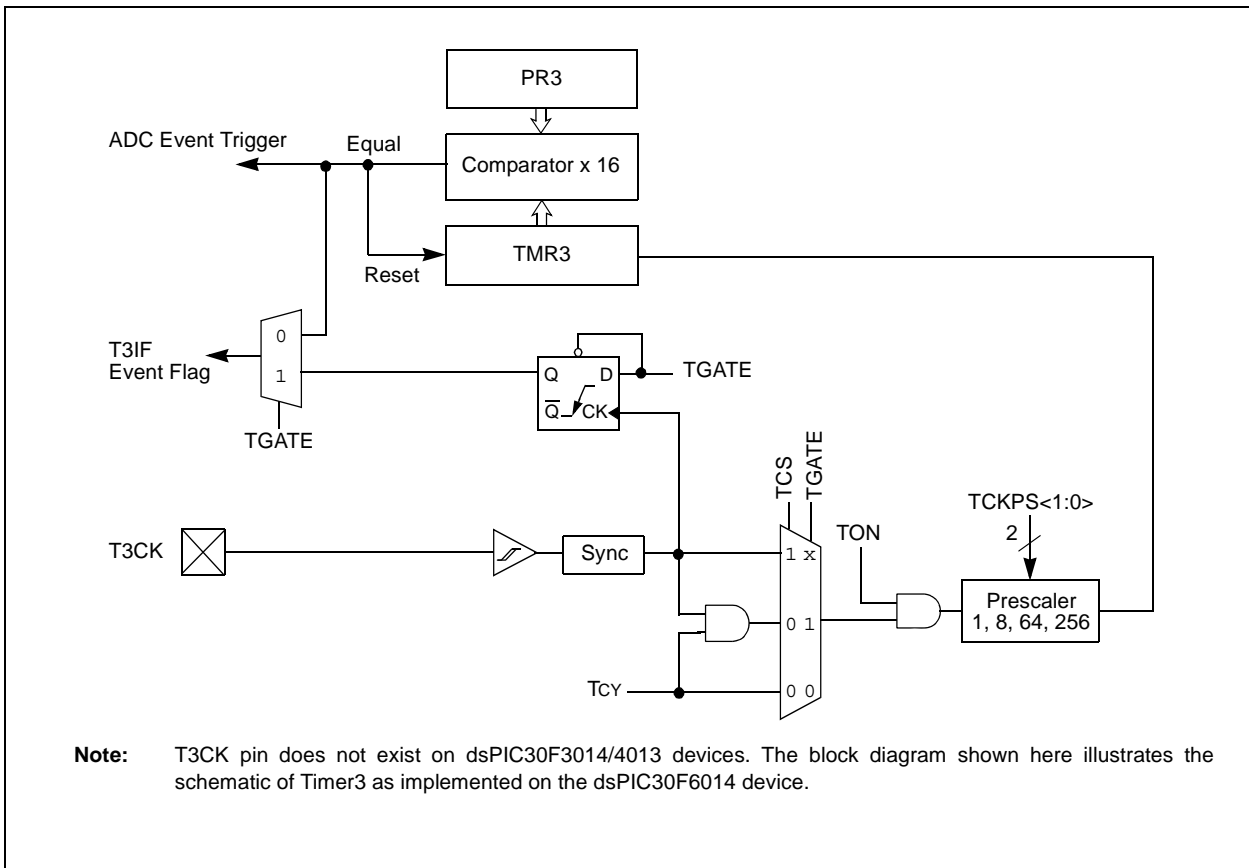 PR3
ADC Event Trigger
Equal
Comparator x 16
TMR3
Reset
0
T3IF
Event Flag
1
Q
D
TGATE
Q
CK
TGATE
TCS
TGATE
TCKPS<1:0>
2
TON
T3CK
Sync
1 x
Prescaler
1, 8, 64, 256
0 1
TCY
0 0
Note: T3CK pin does not exist on dsPIC30F3014/4013 devices. The block diagram shown here illustrates the
schematic of Timer3 as implemented on the dsPIC30F6014 device.